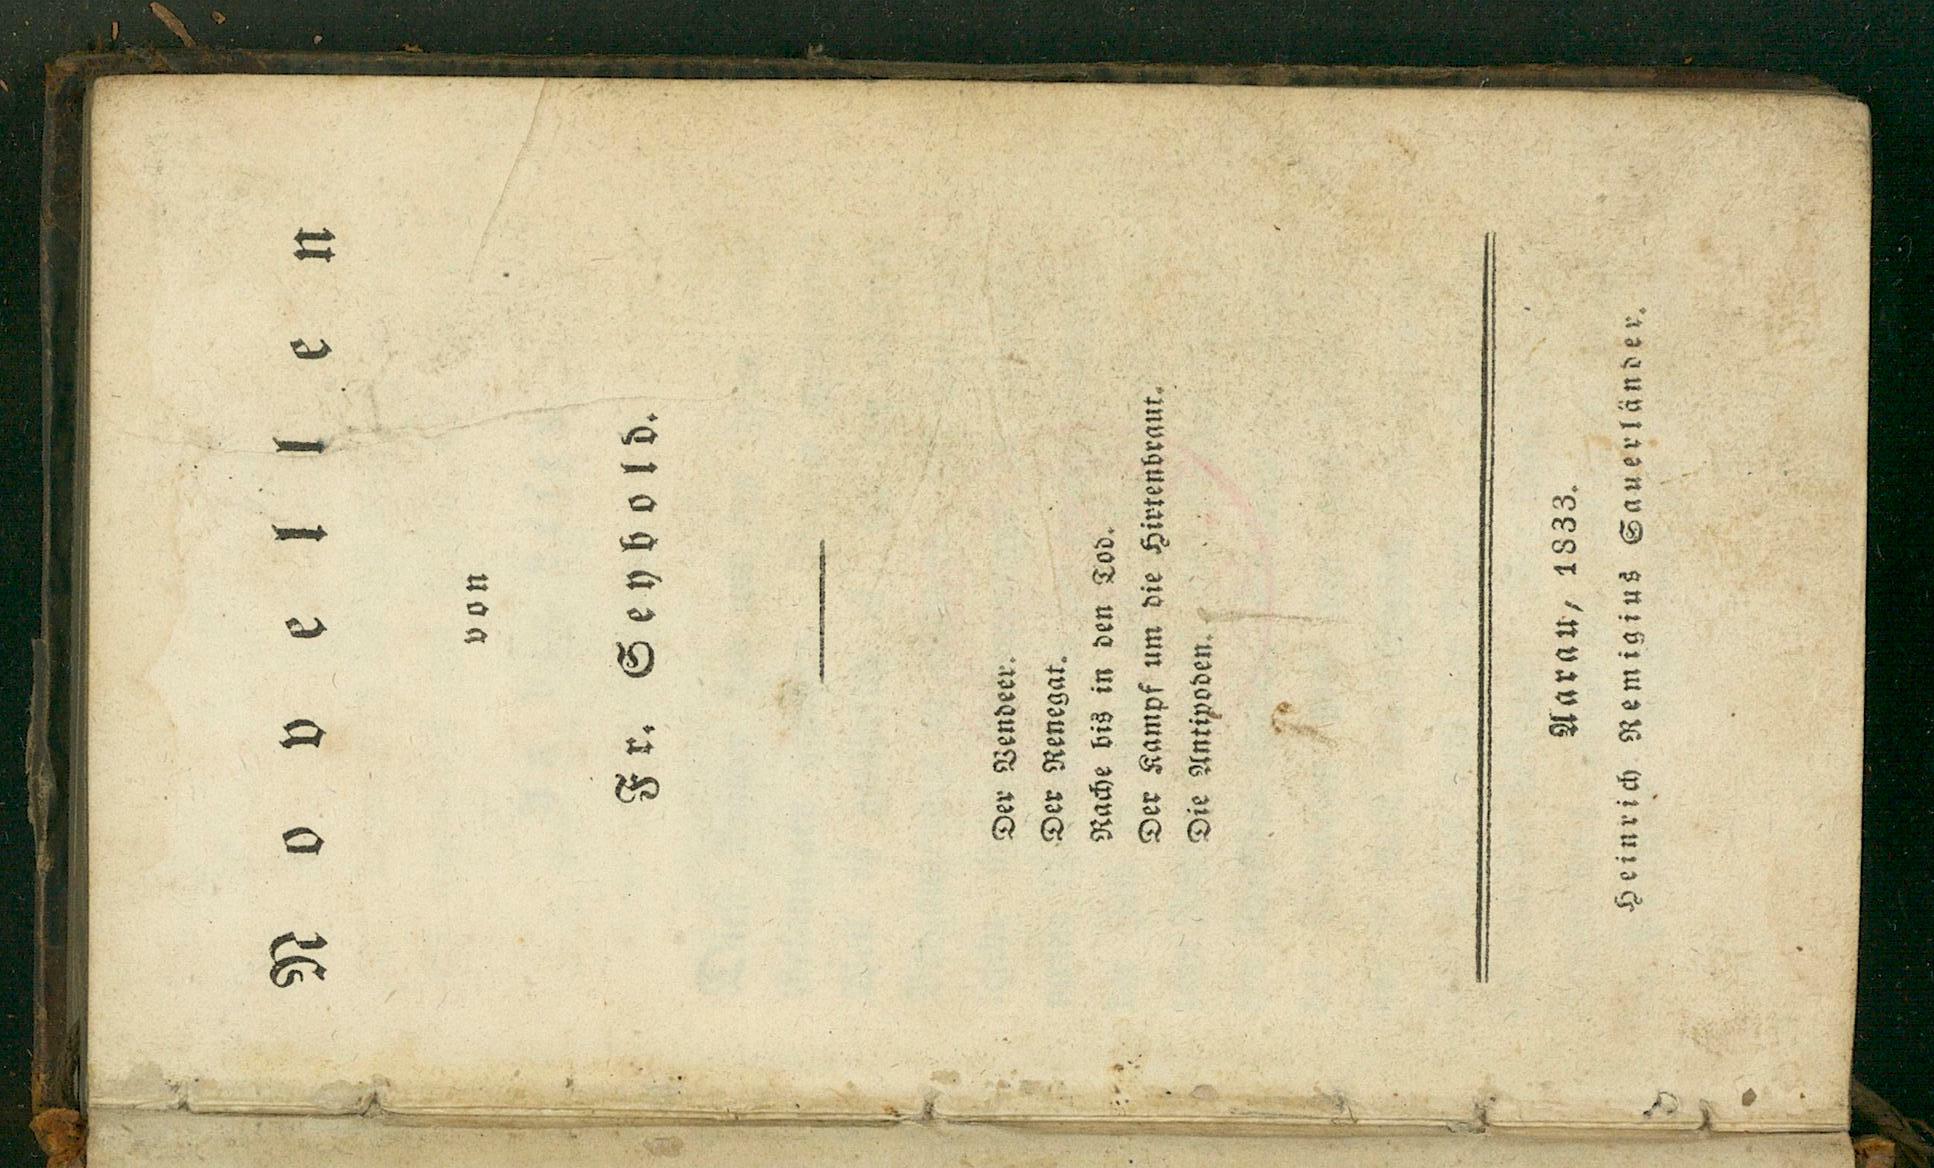 Novellen
von
Fr. Seybold.
Der Vendeer.
Der Renegat.
Rache bis in den Tod.
Der Kampf um die Hirtenbraut.
Die Antipoden.
Aarau, 1833.
Heinrich Remigius Sauerländer.